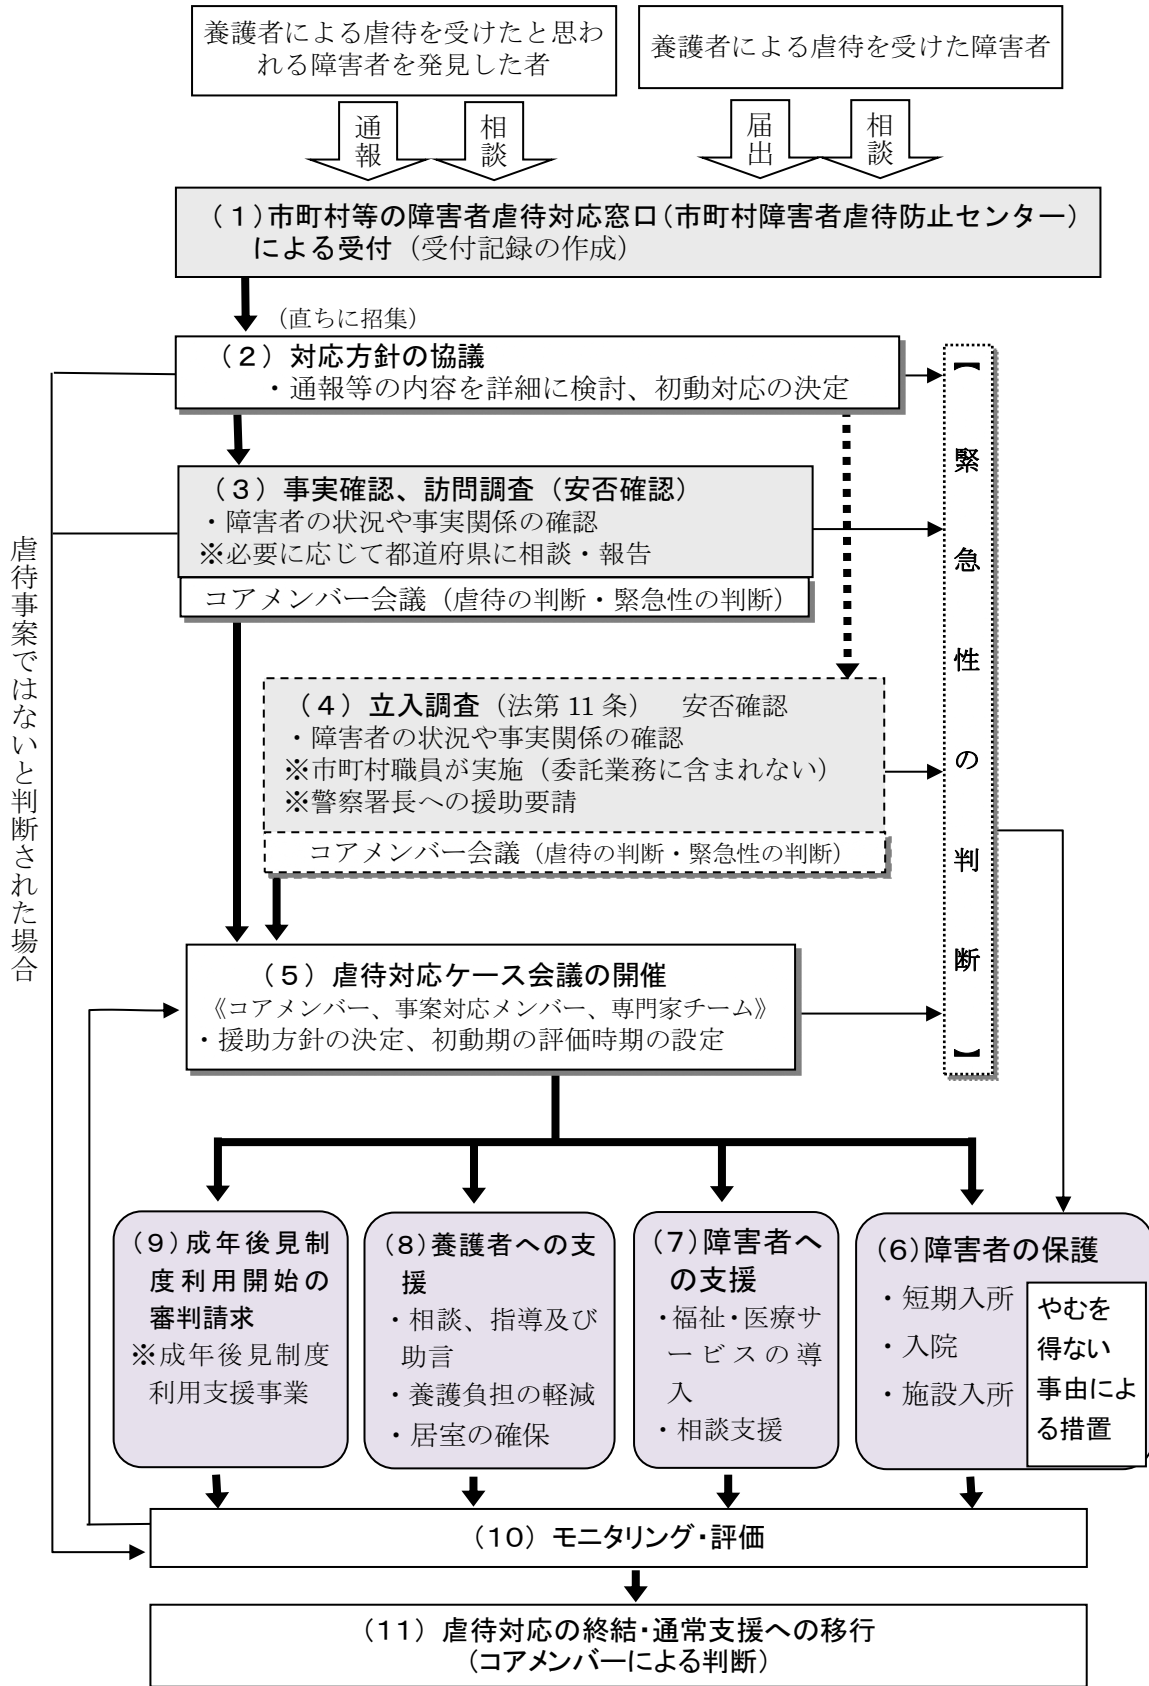 養護者による虐待を受けたと思わ
れる障害者を発見した者
養護者による虐待を受けた障害者
通報
相談
届出
相談
（１）市町村等の障害者虐待対応窓口（市町村障害者虐待防止センター）
による受付（受付記録の作成）
（直ちに招集）
（２）対応方針の協議
・通報等の内容を詳細に検討、初動対応の決定
（３）事実確認、訪問調査（安否確認）
・障害者の状況や事実関係の確認
※必要に応じて都道府県に相談・報告
コアメンバー会議（虐待の判断・緊急性の判断）
（４）立入調査（法第 11 条）　安否確認
・障害者の状況や事実関係の確認
※市町村職員が実施（委託業務に含まれない）
※警察署長への援助要請
コアメンバー会議（虐待の判断・緊急性の判断）
【緊急性の判断】
虐待事案ではないと判断された場合
（５）虐待対応ケース会議の開催
《コアメンバー、事案対応メンバー、専門家チーム》
・援助方針の決定、初動期の評価時期の設定
（９）成年後見制
度利用開始の
審判請求
※成年後見制度
利用支援事業
（８）養護者への支
援
・相談、指導及び
助言
・養護負担の軽減
・居室の確保
（７）障害者へ
の支援
・福祉・医療サ
ービスの導
入
・相談支援
（６）障害者の保護
・短期入所
・入院
・施設入所
やむを
得ない
事由によ
る措置
（１０）モニタリング・評価
（１１）虐待対応の終結・通常支援への移行
（コアメンバーによる判断）